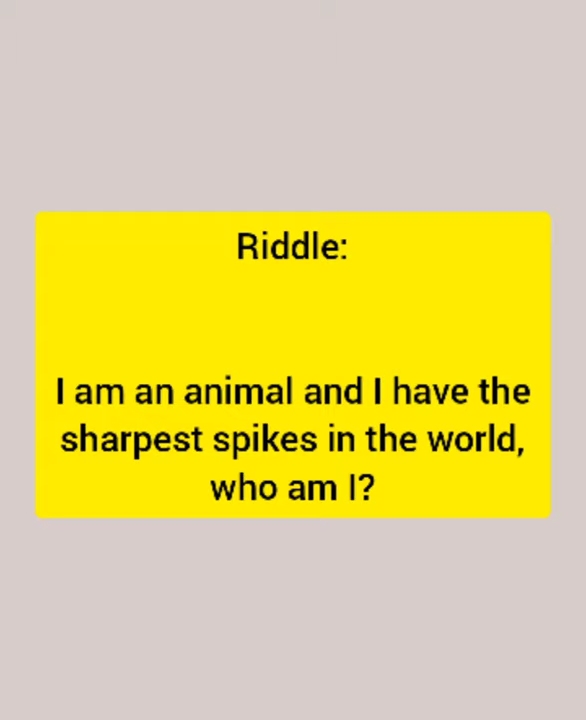 Riddle:
I am an animal and I have the
sharpest spikes in the world,
who am I?